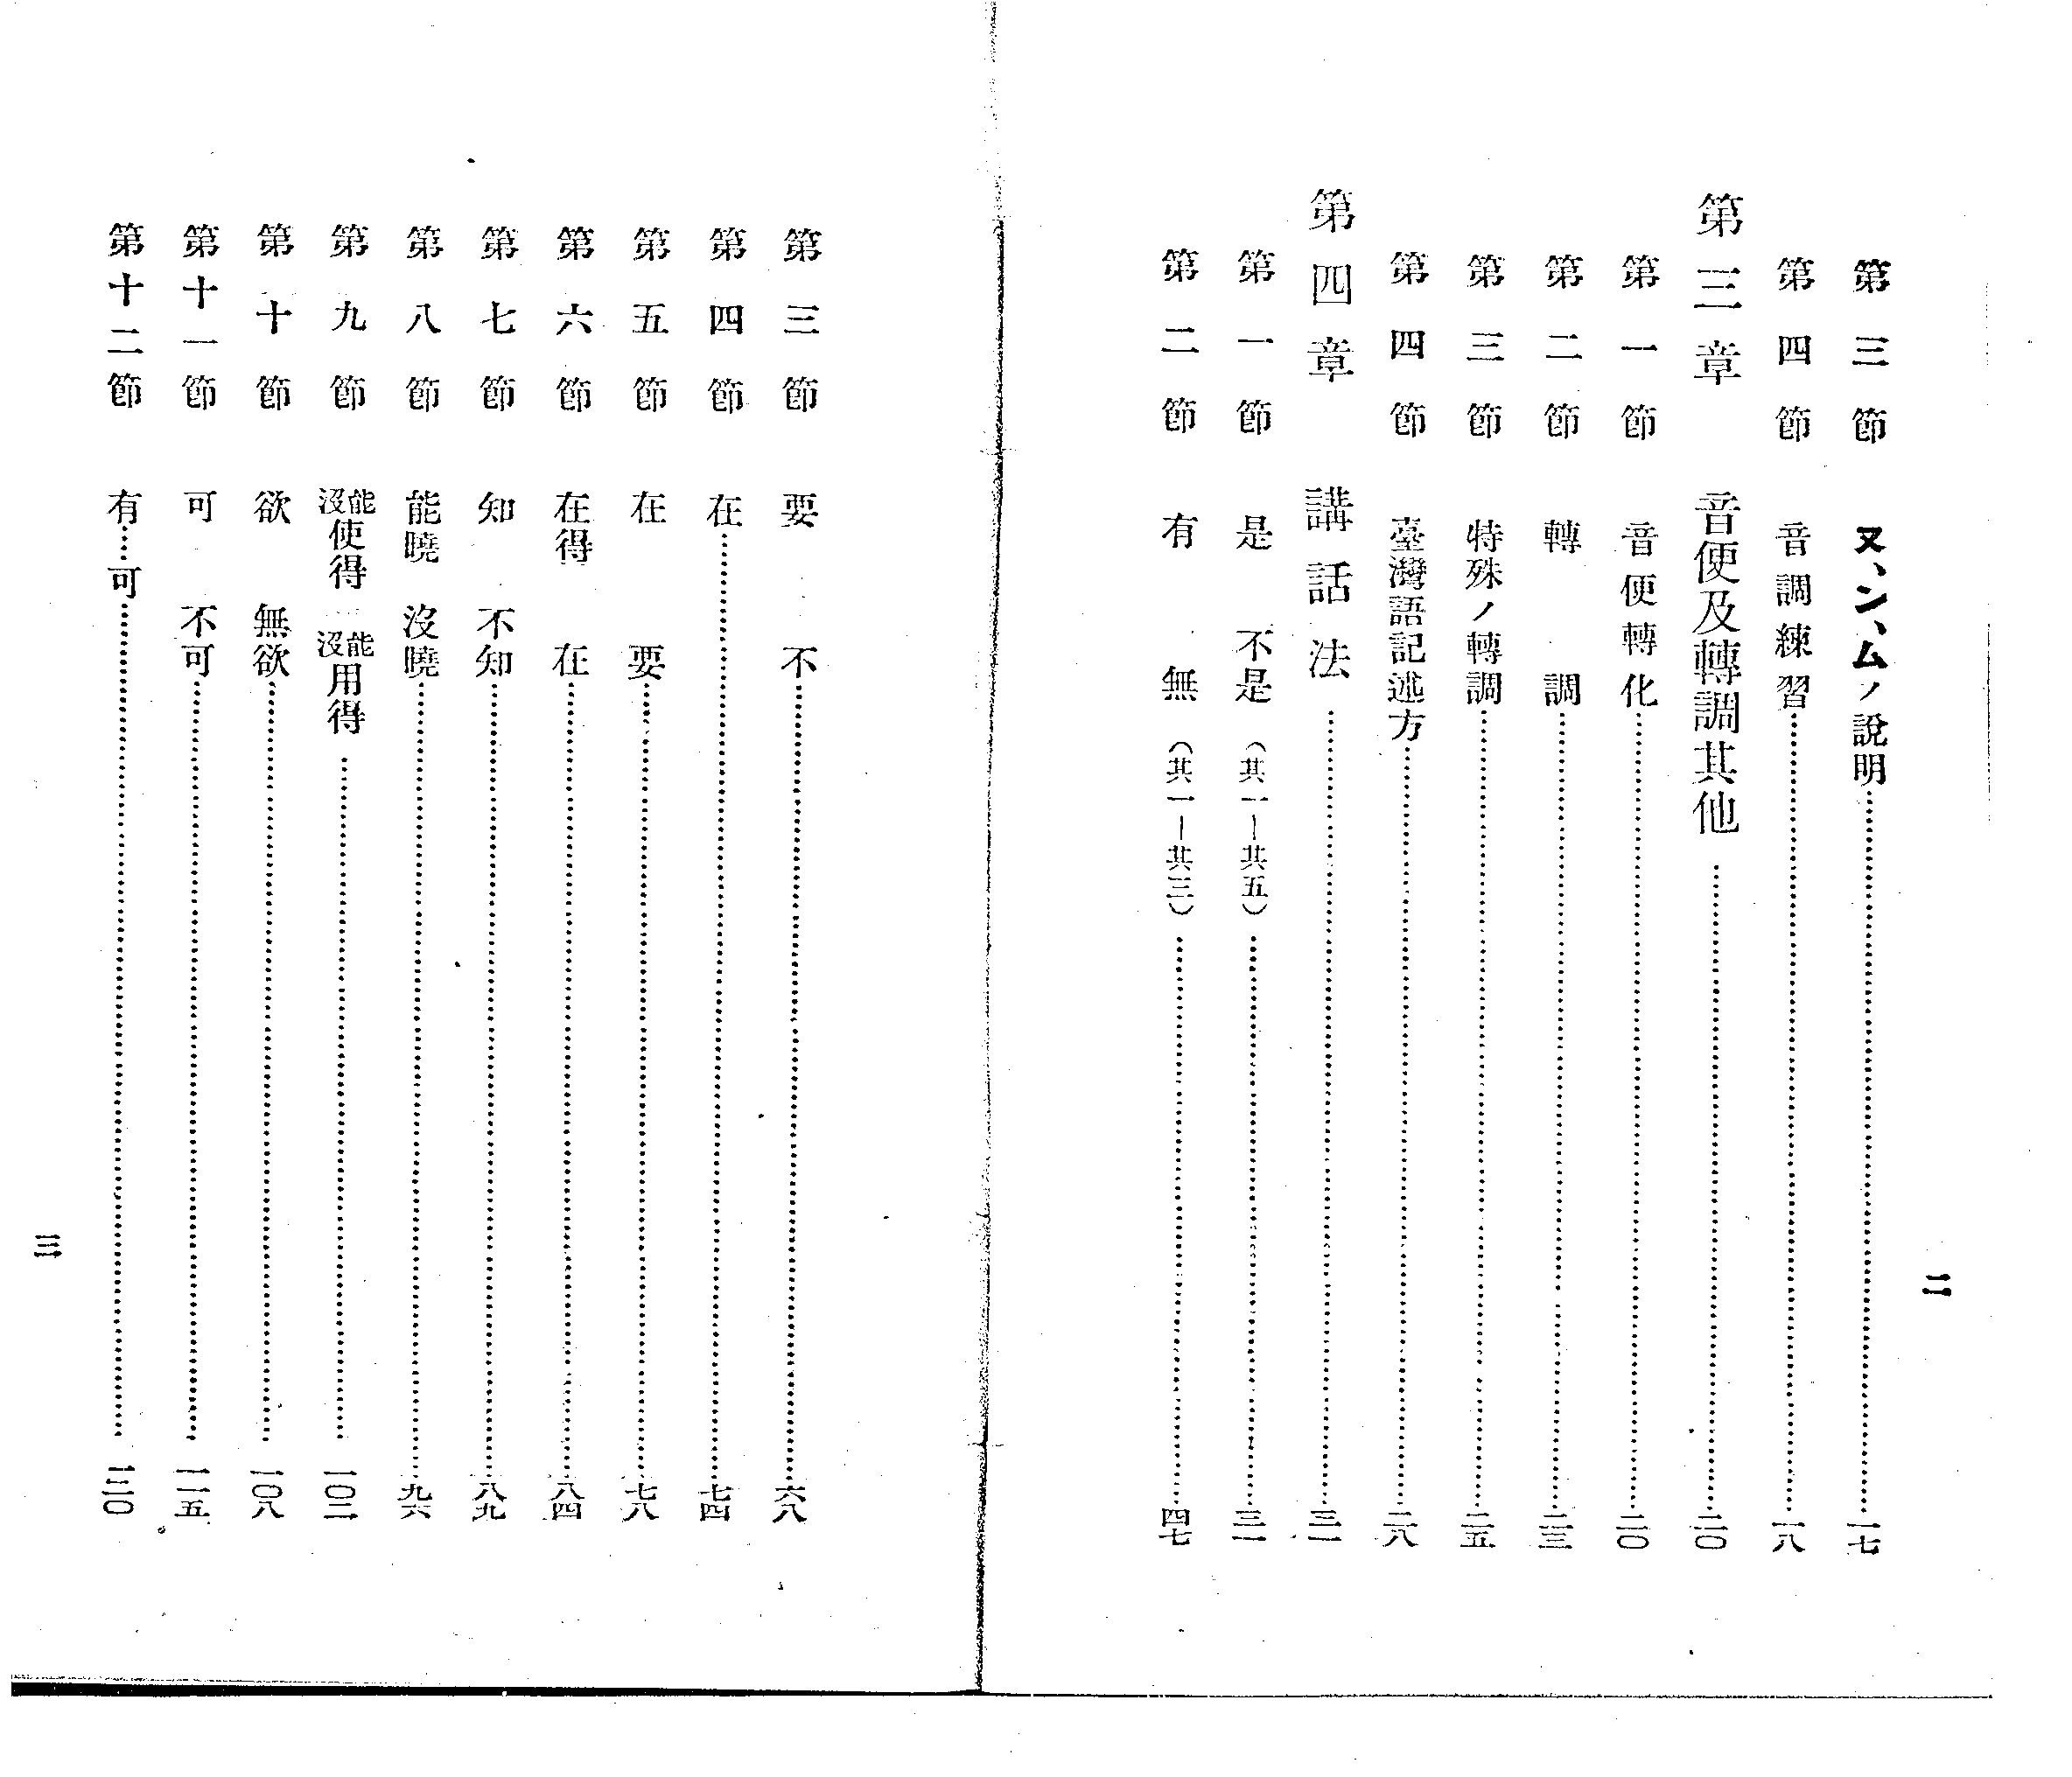 二
第三節 ヌ、ン、ムノ說明……一七
第四節 音調練習……一八
第三章 音便及轉調其他……二〇
第一節 音便轉化……二〇
第二節 轉調……二三
第三節 特殊ノ轉調……二五
第四節 臺灣語記述方……二八
第四章 講話法……三一
第一節 是 不是（其一—其五）……三一
第二節 有 無（其一—其三）……四七
第三節 要 不……六八
第四節 在……七四
第五節 在 要……七八
第六節 在得 在……八四
第七節 知 不知……八九
第八節 能曉 沒曉……九六
第九節 能沒使得……能沒用得……一〇二
第十節 欲 無欲……一〇八
第十一節 可 不可……一一五
第十二節 有…可……一二〇
三